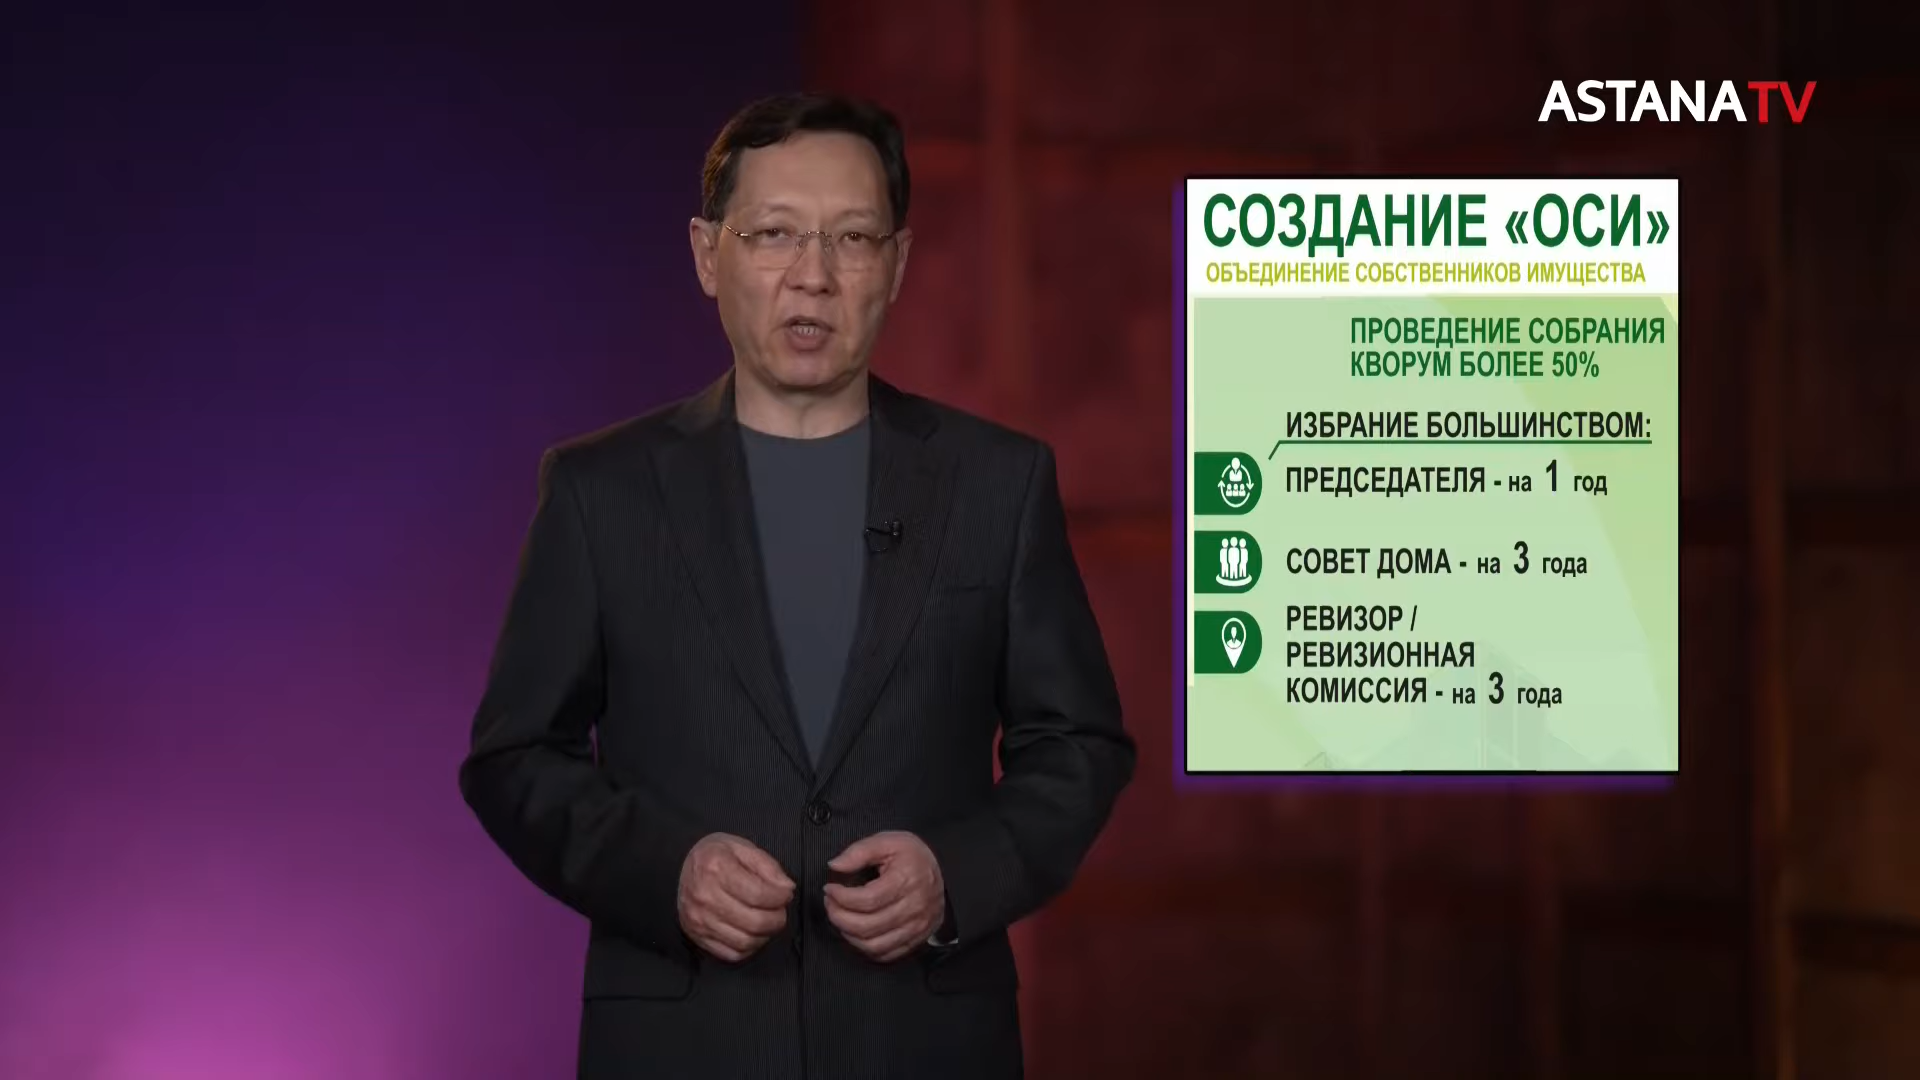 ASTANATV
СОЗДАНИЕ «ОСИ»
ОБЪЕДИНЕНИЕ СОБСТВЕННИКОВ ИМУЩЕСТВА
ПРОВЕДЕНИЕ СОБРАНИЯ
КВОРУМ БОЛЕЕ 50%
ИЗБРАНИЕ БОЛЬШИНСТВОМ:
ПРЕДСЕДАТЕЛЯ - на 1 год
СОВЕТ ДОМА - на 3 года
РЕВИЗОР /
РЕВИЗИОННАЯ
КОМИССИЯ - на 3 года